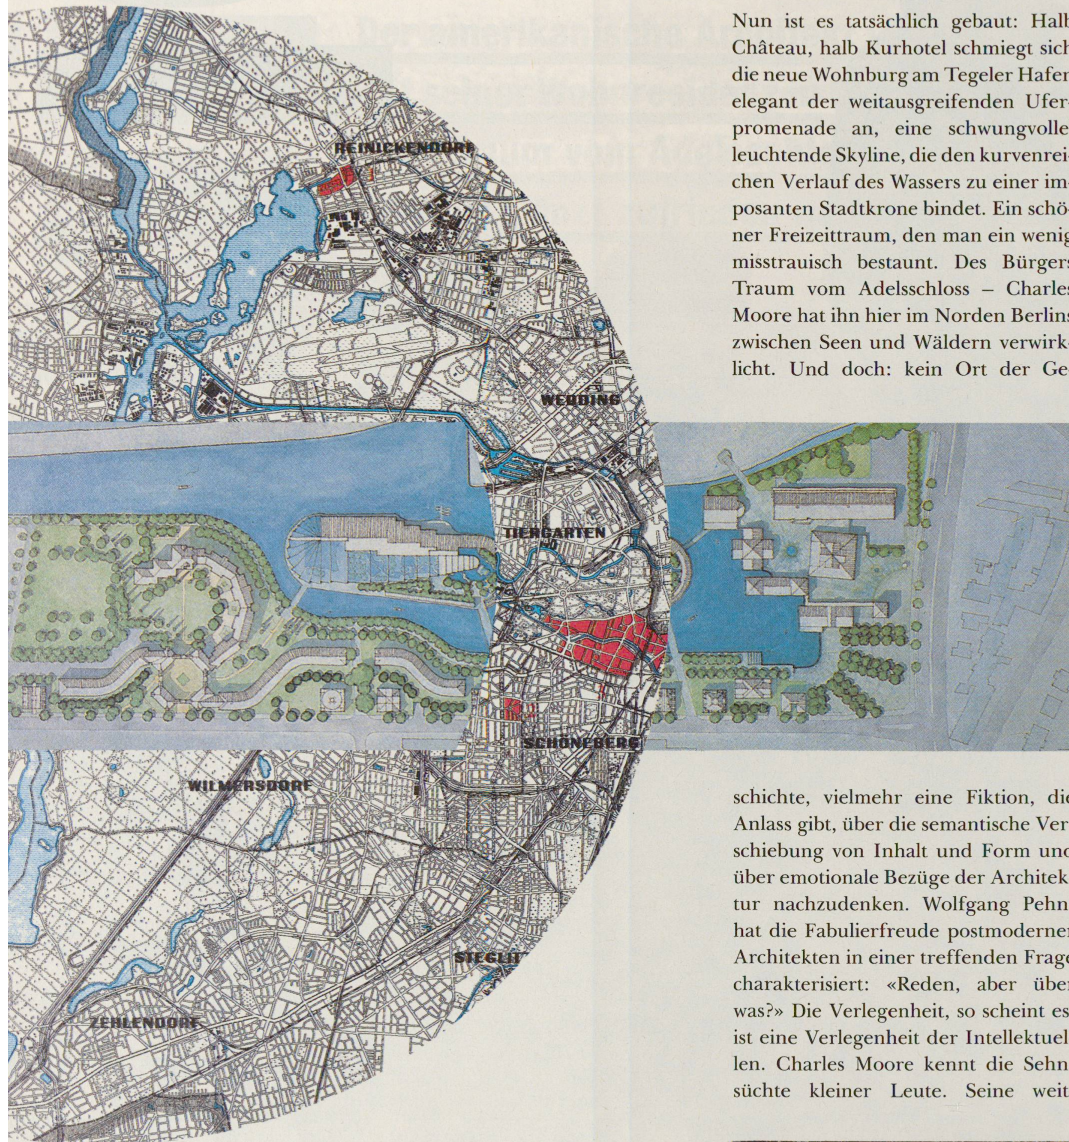 Nun ist es tatsächlich gebaut: Halb
Château, halb Kurhotel schmiegt sich
die neue Wohnburg am Tegeler Hafen
elegant der weitausgreifenden Ufer-
promenade an, eine schwungvolle
leuchtende Skyline, die den kurvenrei-
chen Verlauf des Wassers zu einer im-
posanten Stadtkrone bindet. Ein schö-
ner Freizeittraum, den man ein wenig
misstrauisch bestaunt. Des Bürgers
Traum vom Adelsschloss – Charles
Moore hat ihn hier im Norden Berlins
zwischen Seen und Wäldern verwirk-
licht. Und doch: kein Ort der Ge-
schichte, vielmehr eine Fiktion, die
Anlass gibt, über die semantische Ver-
schiebung von Inhalt und Form und
über emotionale Bezüge der Architek-
tur nachzudenken. Wolfgang Pehnt
hat die Fabulierfreude postmoderner
Architekten in einer treffenden Frage
charakterisiert: «Reden, aber über
was?» Die Verlegenheit, so scheint es,
ist eine Verlegenheit der Intellektuel-
len. Charles Moore kennt die Sehn-
süchte kleiner Leute. Seine weit
REINICKENDORF
WEDDING
TIERGARTEN
SCHÖNEBERG
WILMERSDORF
STEGLIT
ZEHLENDORF